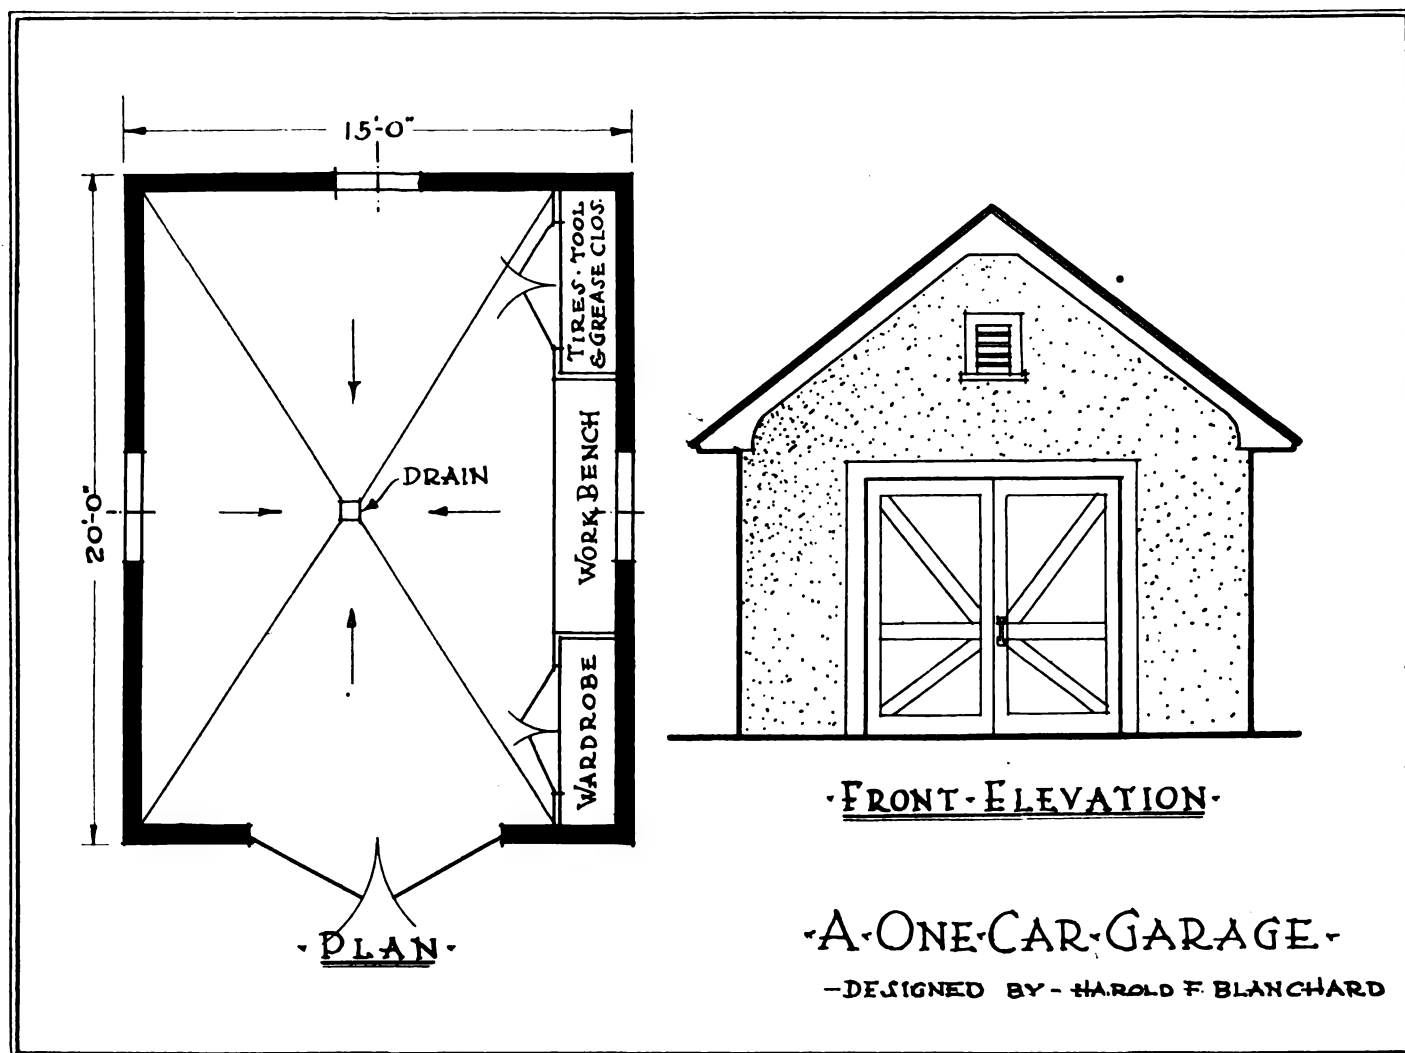 15'-0"
20'-0"
TIRES · TOOL
& GREASE CLOS.
DRAIN
WORK BENCH
WARDROBE
· PLAN ·
· FRONT · ELEVATION ·
· A · ONE · CAR · GARAGE ·
- DESIGNED BY - HAROLD F. BLANCHARD